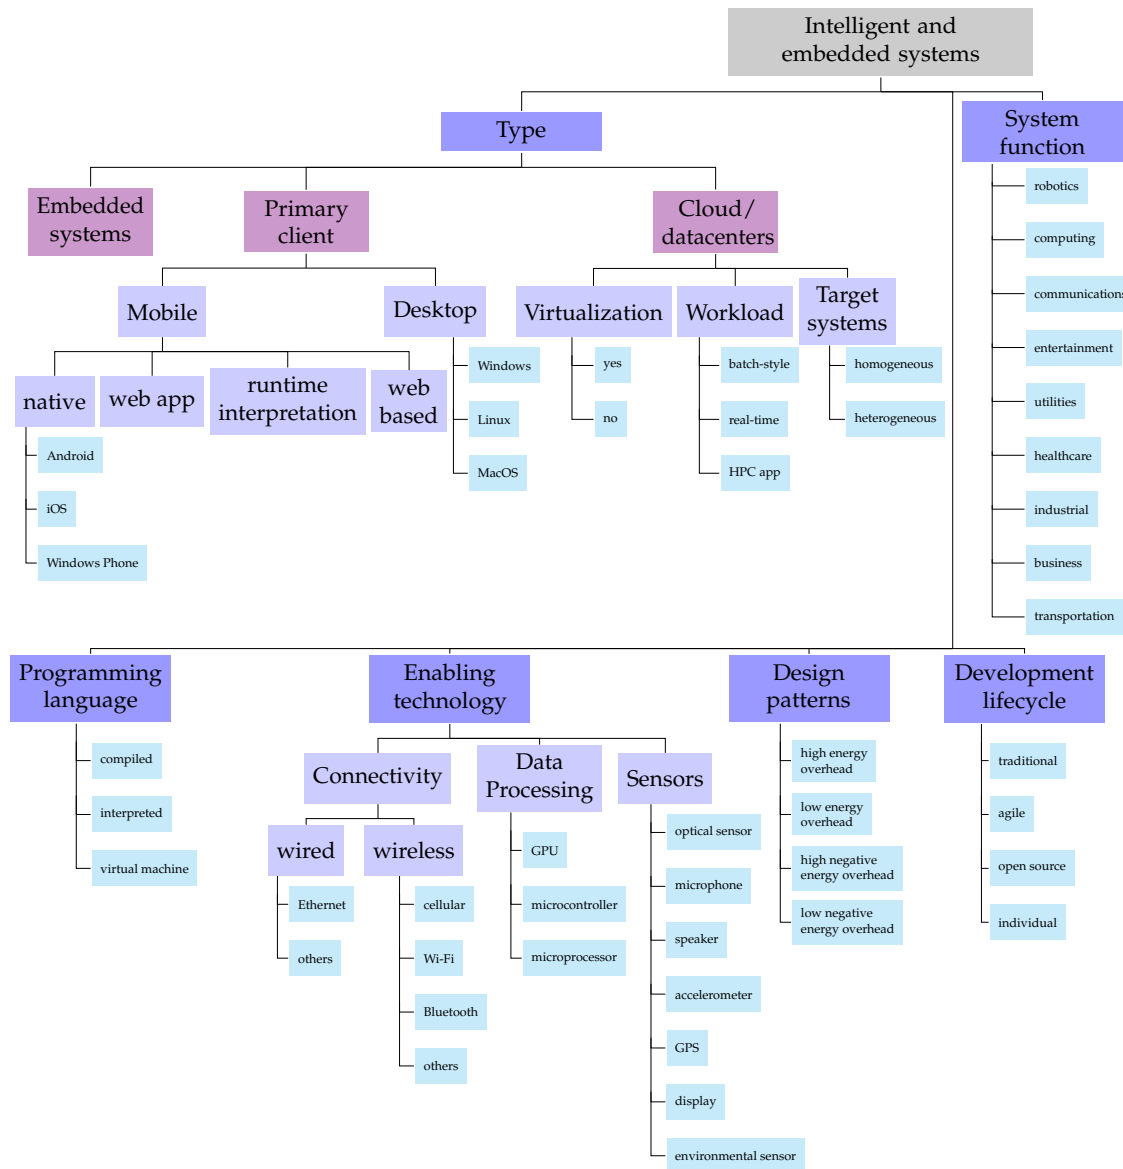 Intelligent and
embedded systems
Type
System
function
Embedded
systems
Primary
client
Cloud/
datacenters
Mobile
Desktop
Virtualization
Workload
Target
systems
native
web app
runtime
interpretation
web
based
Android
iOS
Windows Phone
Windows
Linux
MacOS
yes
no
batch-style
real-time
HPC app
homogeneous
heterogeneous
robotics
computing
communications
entertainment
utilities
healthcare
industrial
business
transportation
Programming
language
compiled
interpreted
virtual machine
Enabling
technology
Connectivity
Data
Processing
Sensors
wired
wireless
Ethernet
others
cellular
Wi-Fi
Bluetooth
others
GPU
microcontroller
microprocessor
optical sensor
microphone
speaker
accelerometer
GPS
display
environmental sensor
Design
patterns
high energy
overhead
low energy
overhead
high negative
energy overhead
low negative
energy overhead
Development
lifecycle
traditional
agile
open source
individual